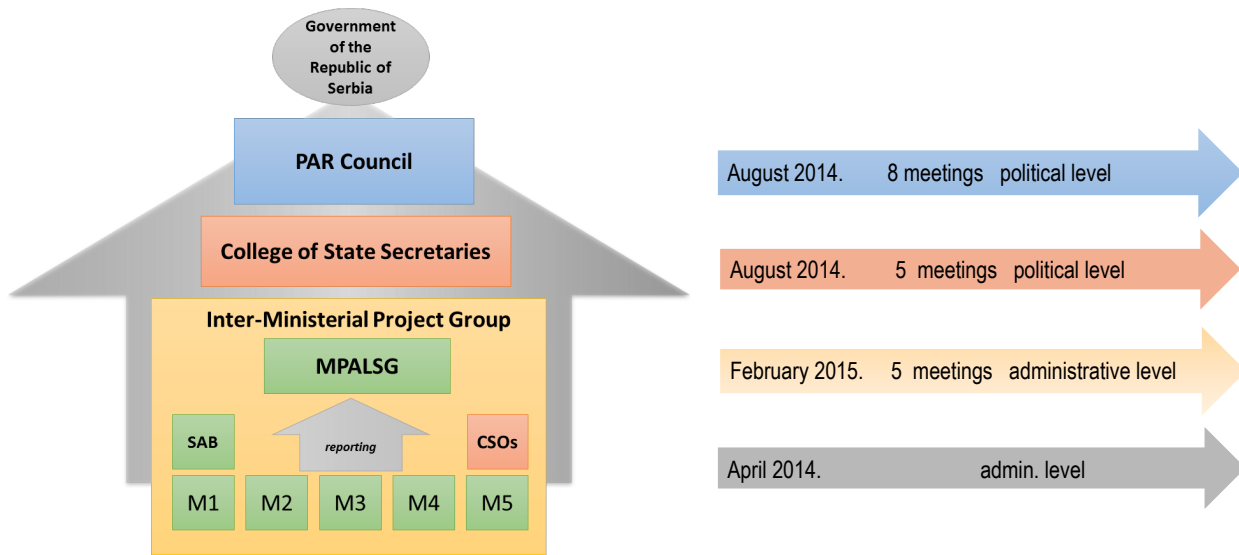 Government
of the
Republic of
Serbia
PAR Council
College of State Secretaries
Inter-Ministerial Project Group
MPALSG
SAB
reporting
CSOs
M1 M2 M3 M4 M5
August 2014. 8 meetings political level
August 2014. 5 meetings political level
February 2015. 5 meetings administrative level
April 2014. admin. level